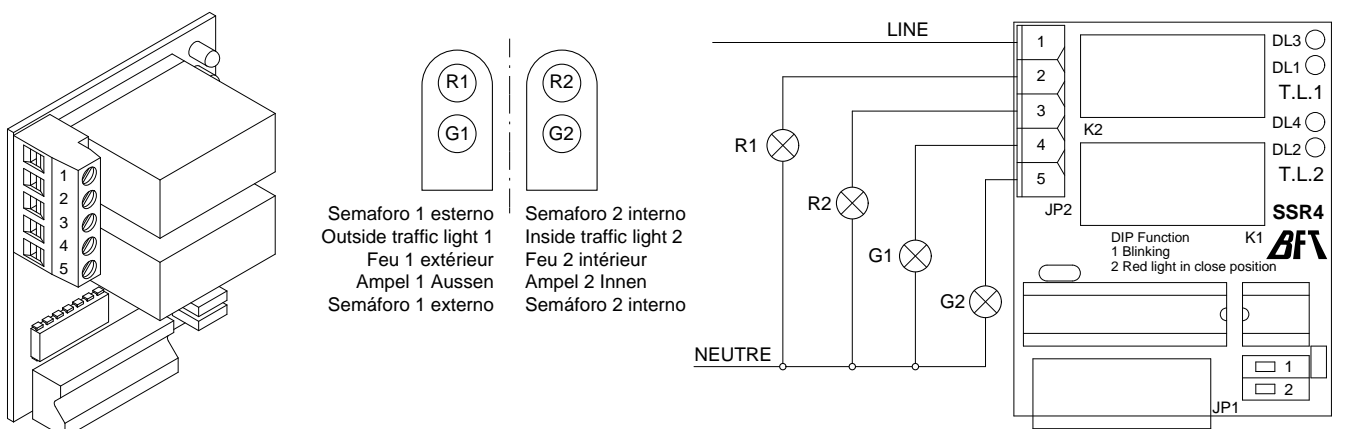 1
2
3
4
5
R1
G1
R2
G2
Semaforo 1 esterno
Outside traffic light 1
Feu 1 extérieur
Ampel 1 Aussen
Semáforo 1 externo
Semaforo 2 interno
Inside traffic light 2
Feu 2 intérieur
Ampel 2 Innen
Semáforo 2 interno
LINE
R1
R2
G1
G2
NEUTRE
1
2
3
4
5
JP2
K2
K1
DL3
DL1
T.L.1
DL4
DL2
T.L.2
SSR4
BFT
DIP Function
1 Blinking
2 Red light in close position
1
2
JP1